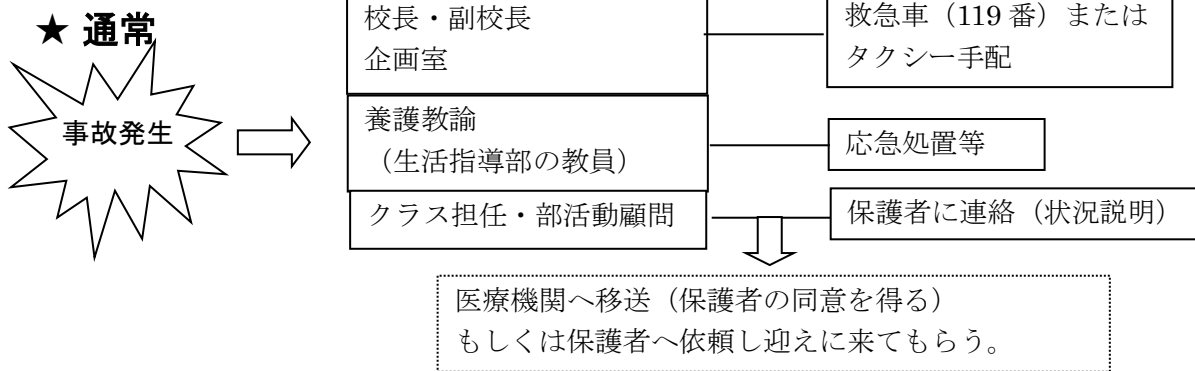 ★ 通常
事故発生
校長・副校長
企画室
救急車（119 番）または
タクシー手配
養護教諭
（生活指導部の教員）
応急処置等
クラス担任・部活動顧問
保護者に連絡（状況説明）
医療機関へ移送（保護者の同意を得る）
もしくは保護者へ依頼し迎えに来てもらう。